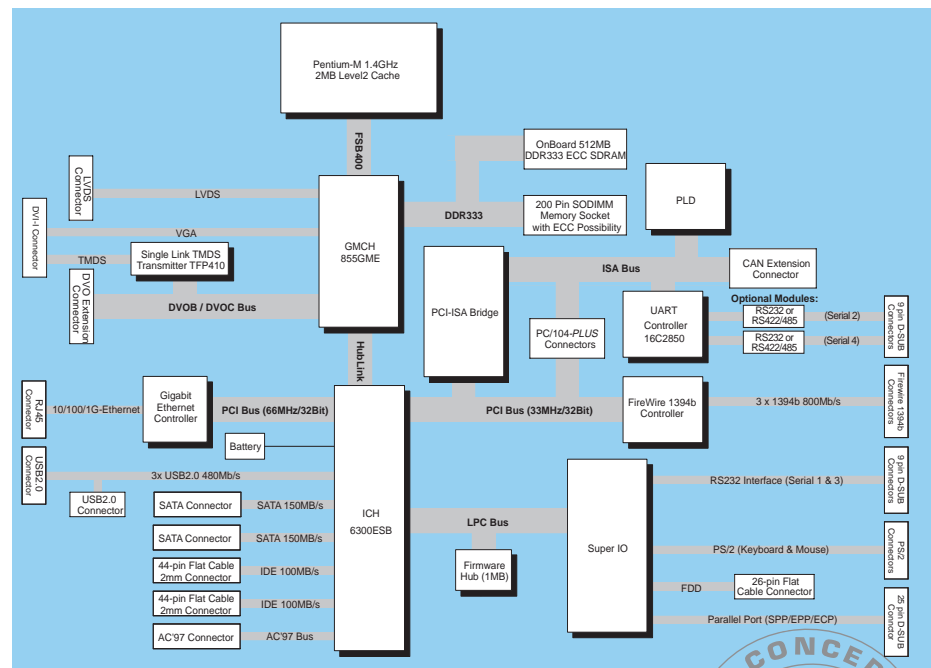 Pentium-M 1.4GHz
2MB Level2 Cache
FSB400
OnBoard 512MB
DDR333 ECC SDRAM
LVDS
Connector
LVDS
DDR333
200 Pin SODIMM
Memory Socket
with ECC Possibility
PLD
DVI-I Connector
VGA
GMCH
855GME
TMDS
Single Link TMDS
Transmitter TFP410
DVO Extension
Connector
DVOB / DVOC Bus
PCI-ISA Bridge
ISA Bus
CAN Extension
Connector
Optional Modules:
UART
Controller
16C2850
RS232 or
RS422/485
(Serial 2)
RS232 or
RS422/485
(Serial 4)
9 pin D-SUB
Connectors
PC/104-PLUS
Connectors
HubLink
RJ45
Connector
10/100/1G-Ethernet
Gigabit
Ethernet
Controller
PCI Bus (66MHz/32Bit)
PCI Bus (33MHz/32Bit)
FireWire 1394b
Controller
3 x 1394b 800Mb/s
Firewire 1394b
Connectors
Battery
USB2.0
Connector
3x USB2.0 480Mb/s
USB2.0
Connector
ICH
6300ESB
SATA Connector
SATA 150MB/s
SATA Connector
SATA 150MB/s
44-pin Flat Cable
2mm Connector
IDE 100MB/s
44-pin Flat Cable
2mm Connector
IDE 100MB/s
AC'97 Connector
AC'97 Bus
LPC Bus
Firmware
Hub (1MB)
Super IO
RS232 Interface (Serial 1 & 3)
9 pin D-SUB
Connectors
PS/2 (Keyboard & Mouse)
PS/2
Connectors
FDD
26-pin Flat
Cable Connector
Parallel Port (SPP/EPP/ECP)
25 pin D-SUB
Connctor
CONCEP